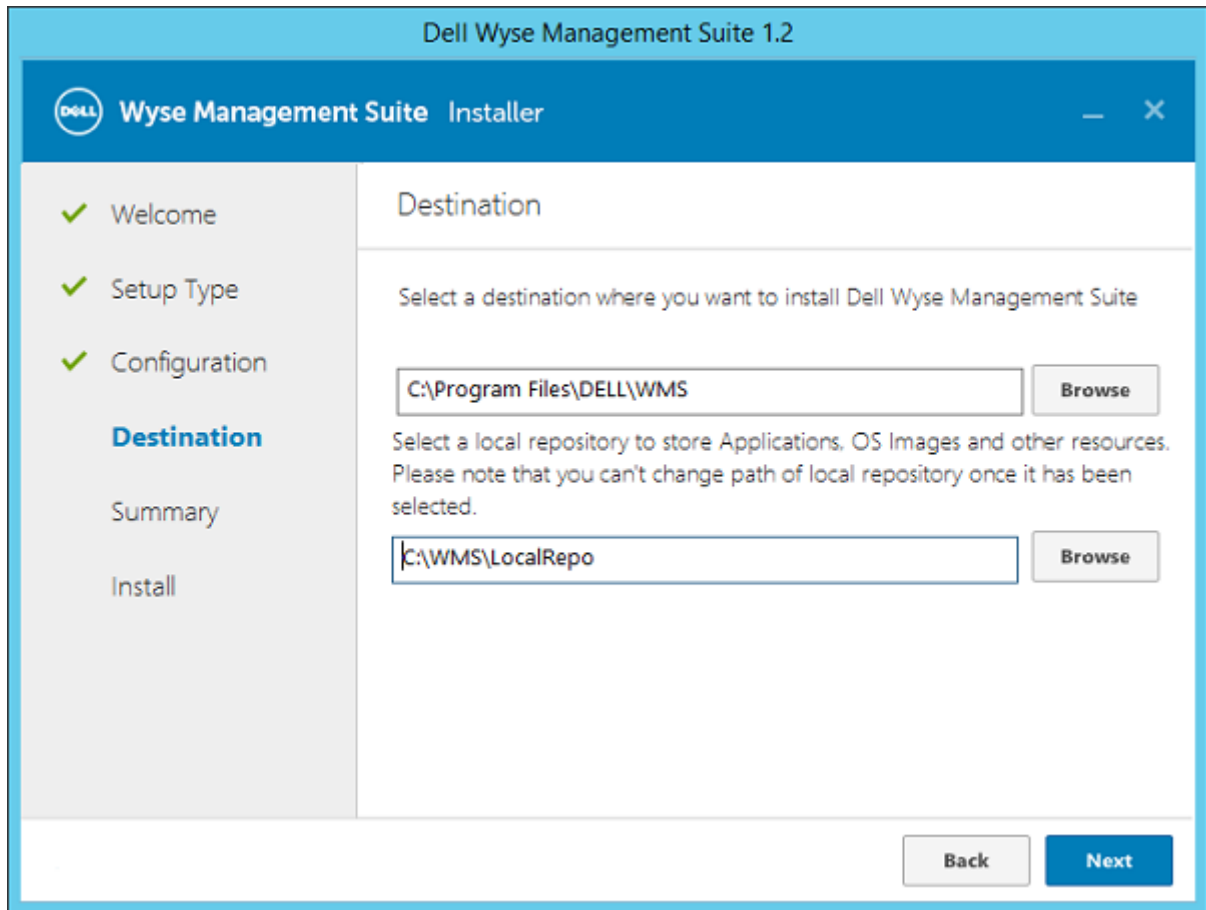 Dell Wyse Management Suite 1.2
DELL Wyse Management Suite Installer
Welcome
Setup Type
Configuration
Destination
Summary
Install
Destination
Select a destination where you want to install Dell Wyse Management Suite
C:\Program Files\DELL\WMS
Browse
Select a local repository to store Applications, OS Images and other resources.
Please note that you can't change path of local repository once it has been
selected.
C:\WMS\LocalRepo
Browse
Back
Next